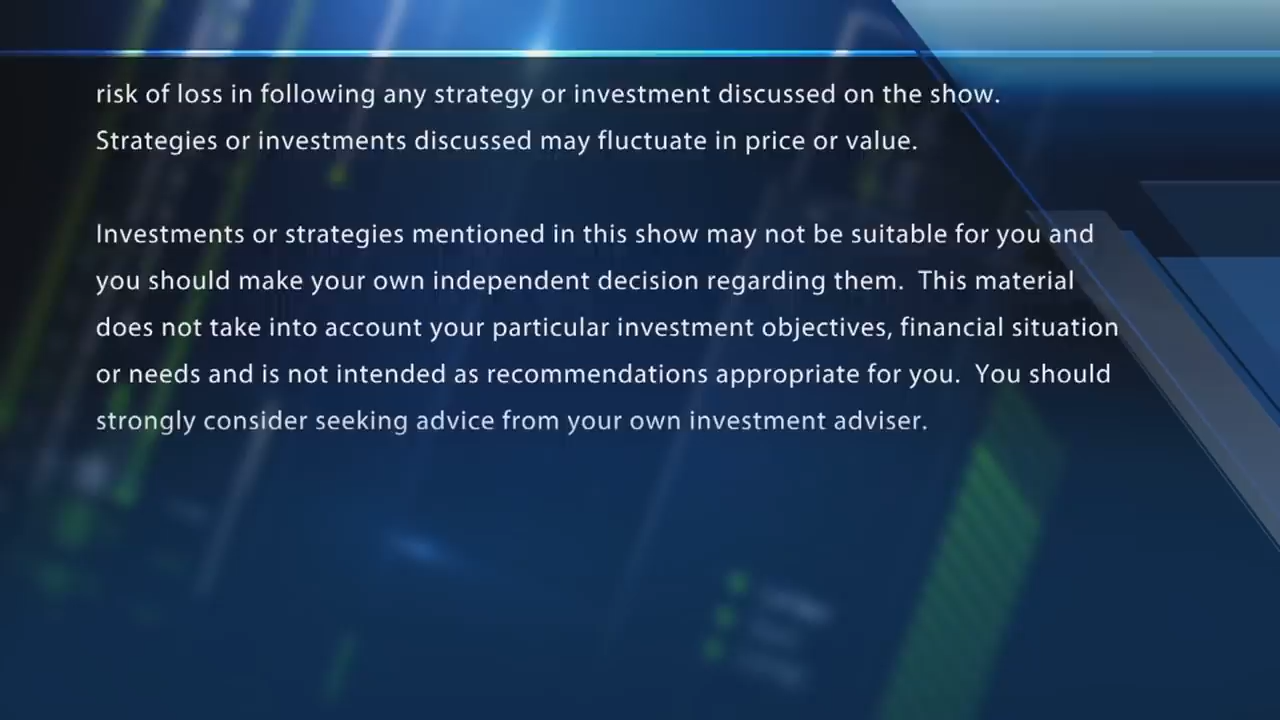 risk of loss in following any strategy or investment discussed on the show.
Strategies or investments discussed may fluctuate in price or value.
Investments or strategies mentioned in this show may not be suitable for you and
you should make your own independent decision regarding them.  This material
does not take into account your particular investment objectives, financial situation
or needs and is not intended as recommendations appropriate for you.  You should
strongly consider seeking advice from your own investment adviser.